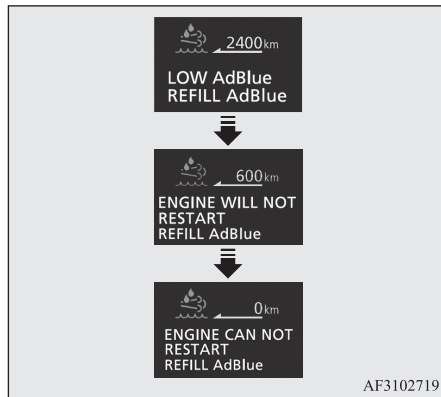 2400km
LOW AdBlue
REFILL AdBlue
600km
ENGINE WILL NOT
RESTART
REFILL AdBlue
0km
ENGINE CAN NOT
RESTART
REFILL AdBlue
AF3102719